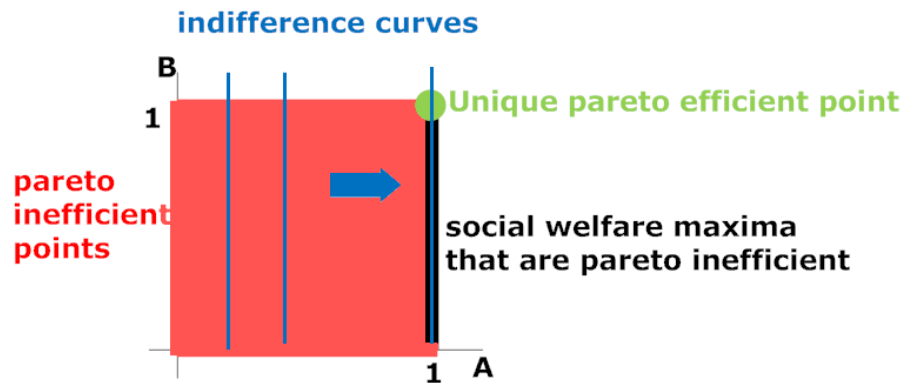 indifference curves
B
1
Unique pareto efficient point
pareto
inefficient
points
social welfare maxima
that are pareto inefficient
1
A